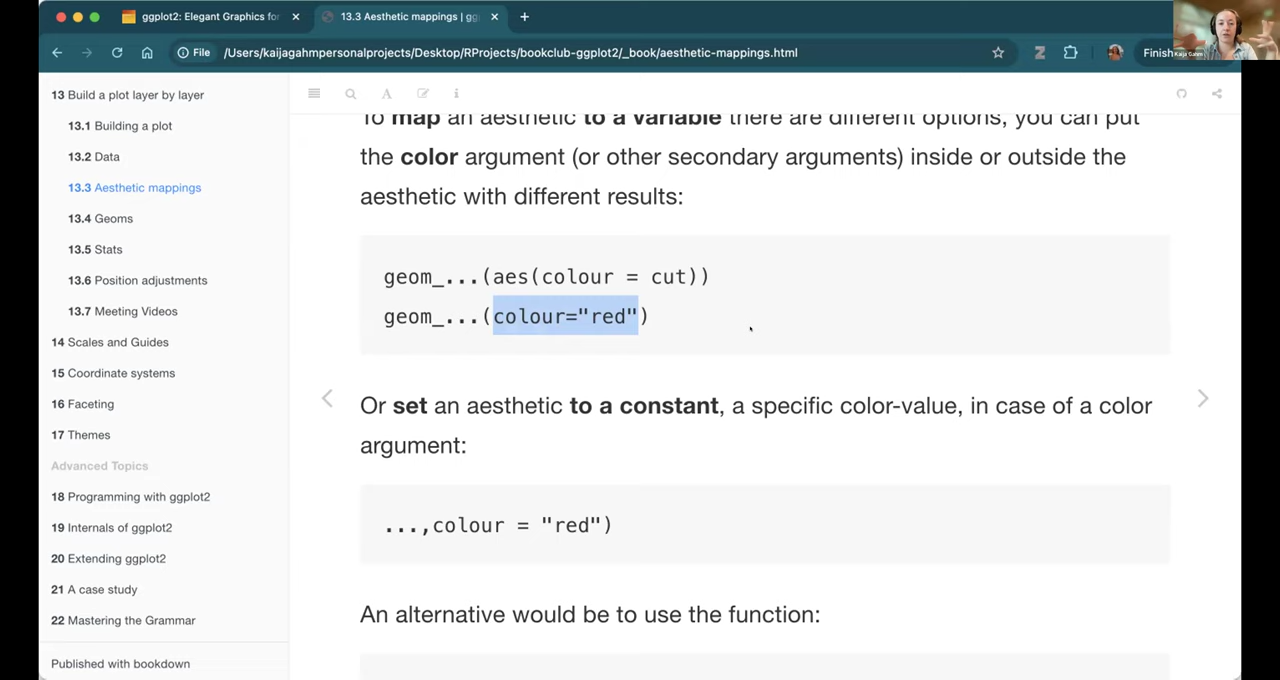 ggplot2: Elegant Graphics for
13.3 Aesthetic mappings | gg
File /Users/kaijagahmpersonalprojects/Desktop/RProjects/bookclub-ggplot2/_book/aesthetic-mappings.html
Finish
Kaija Gahm
13 Build a plot layer by layer
13.1 Building a plot
13.2 Data
13.3 Aesthetic mappings
13.4 Geoms
13.5 Stats
13.6 Position adjustments
13.7 Meeting Videos
14 Scales and Guides
15 Coordinate systems
16 Faceting
17 Themes
Advanced Topics
18 Programming with ggplot2
19 Internals of ggplot2
20 Extending ggplot2
21 A case study
22 Mastering the Grammar
Published with bookdown
To map an aesthetic to a variable there are different options, you can put
the color argument (or other secondary arguments) inside or outside the
aesthetic with different results:
geom_...(aes(colour = cut))
geom_...(colour="red")
Or set an aesthetic to a constant, a specific color-value, in case of a color
argument:
...,colour = "red")
An alternative would be to use the function: